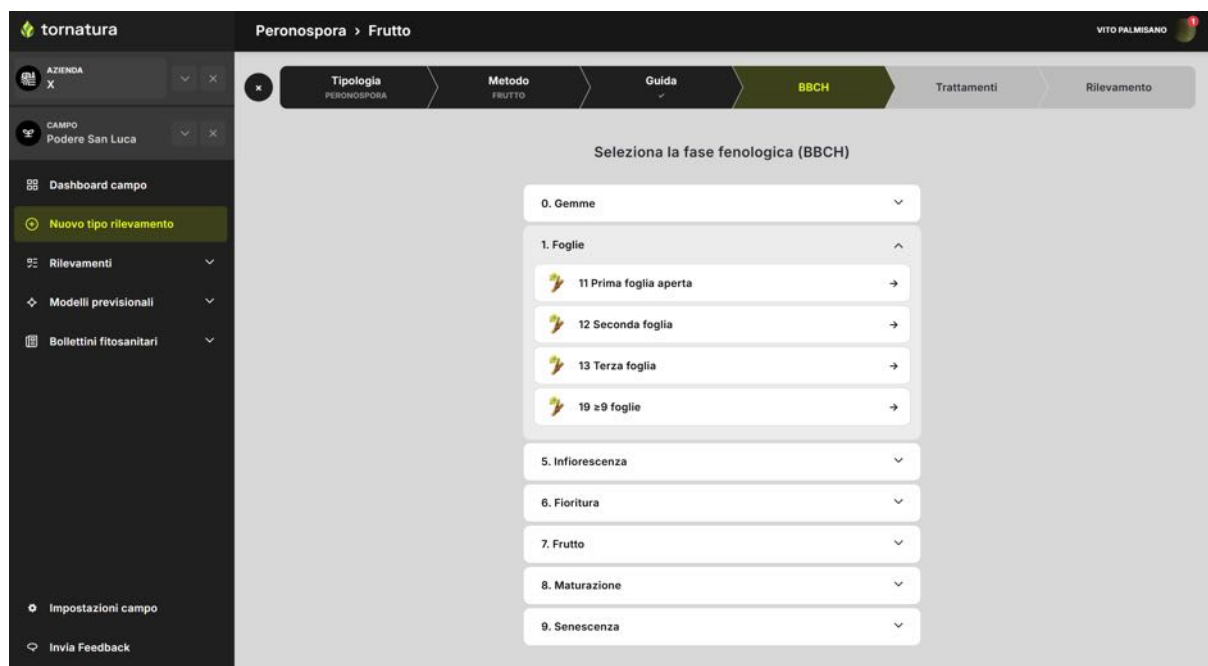 tornatura
Peronospora > Frutto
VITO PALMISANO
1
AZIENDA
X
CAMPO
Podere San Luca
Dashboard campo
Nuovo tipo rilevamento
Rilevamenti
Modelli previsionali
Bollettini fitosanitari
Impostazioni campo
Invia Feedback
Tipologia
PERONOSPORA
Metodo
FRUTTO
Guida
BBCH
Trattamenti
Rilevamento
Seleziona la fase fenologica (BBCH)
0. Gemme
1. Foglie
11 Prima foglia aperta
12 Seconda foglia
13 Terza foglia
19 ≥9 foglie
5. Infiorescenza
6. Fioritura
7. Frutto
8. Maturazione
9. Senescenza